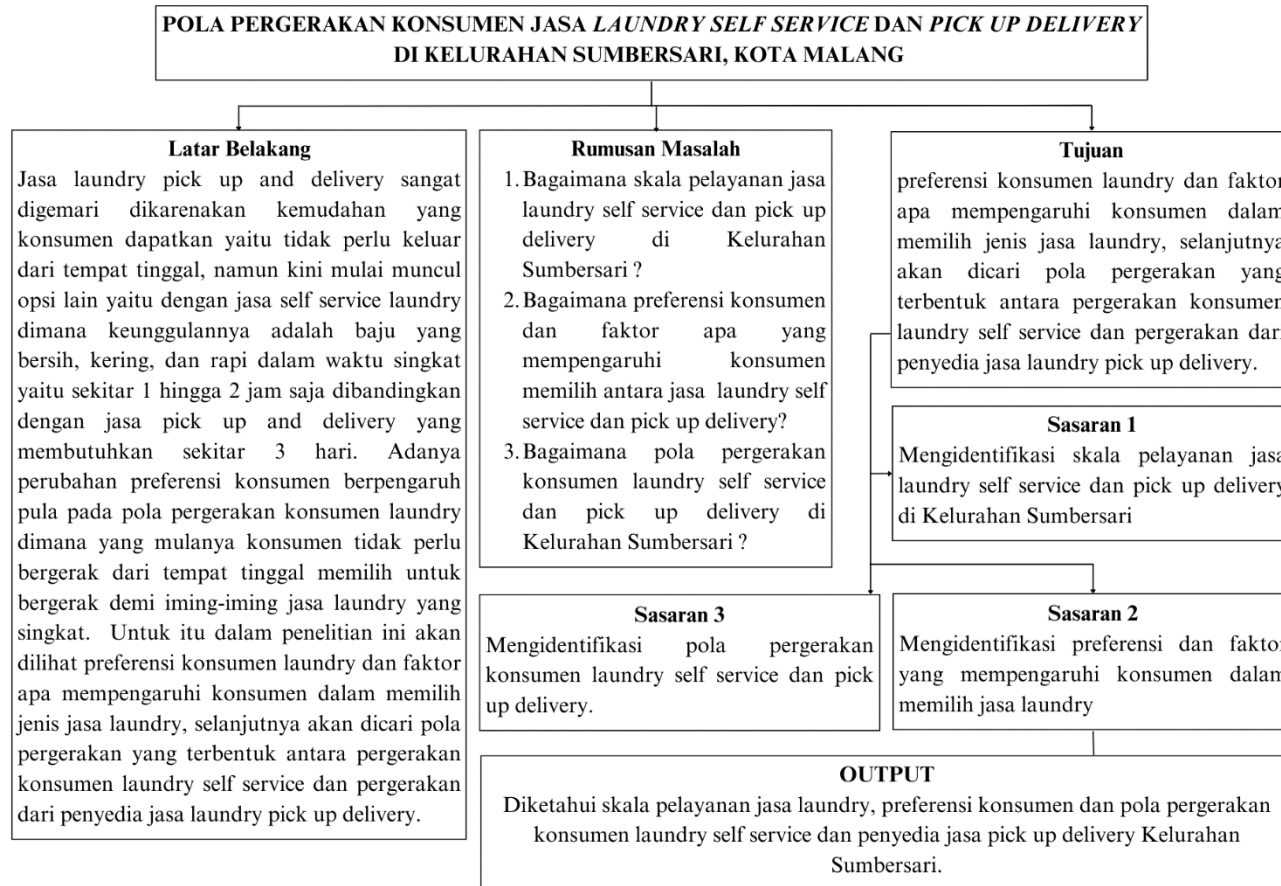 POLA PERGERAKAN KONSUMEN JASA LAUNDRY SELF SERVICE DAN PICK UP DELIVERY
DI KELURAHAN SUMBERSARI, KOTA MALANG
Latar Belakang
Jasa laundry pick up and delivery sangat
digemari dikarenakan kemudahan yang
konsumen dapatkan yaitu tidak perlu keluar
dari tempat tinggal, namun kini mulai muncul
opsi lain yaitu dengan jasa self service laundry
dimana keunggulannya adalah baju yang
bersih, kering, dan rapi dalam waktu singkat
yaitu sekitar 1 hingga 2 jam saja dibandingkan
dengan jasa pick up and delivery yang
membutuhkan sekitar 3 hari. Adanya
perubahan preferensi konsumen berpengaruh
pula pada pola pergerakan konsumen laundry
dimana yang mulanya konsumen tidak perlu
bergerak dari tempat tinggal memilih untuk
bergerak demi iming-iming jasa laundry yang
singkat. Untuk itu dalam penelitian ini akan
dilihat preferensi konsumen laundry dan faktor
apa mempengaruhi konsumen dalam memilih
jenis jasa laundry, selanjutnya akan dicari pola
pergerakan yang terbentuk antara pergerakan
konsumen laundry self service dan pergerakan
dari penyedia jasa laundry pick up delivery.
Rumusan Masalah
1. Bagaimana skala pelayanan jasa
laundry self service dan pick up
delivery di Kelurahan
Sumbersari ?
2. Bagaimana preferensi konsumen
dan faktor apa yang
mempengaruhi konsumen
memilih antara jasa laundry self
service dan pick up delivery?
3. Bagaimana pola pergerakan
konsumen laundry self service
dan pick up delivery di
Kelurahan Sumbersari ?
Tujuan
preferensi konsumen laundry dan faktor
apa mempengaruhi konsumen dalam
memilih jenis jasa laundry, selanjutnya
akan dicari pola pergerakan yang
terbentuk antara pergerakan konsumen
laundry self service dan pergerakan dari
penyedia jasa laundry pick up delivery.
Sasaran 1
Mengidentifikasi skala pelayanan jasa
laundry self service dan pick up delivery
di Kelurahan Sumbersari
Sasaran 3
Mengidentifikasi pola pergerakan
konsumen laundry self service dan pick
up delivery.
Sasaran 2
Mengidentifikasi preferensi dan faktor
yang mempengaruhi konsumen dalam
memilih jasa laundry
OUTPUT
Diketahui skala pelayanan jasa laundry, preferensi konsumen dan pola pergerakan
konsumen laundry self service dan penyedia jasa pick up delivery Kelurahan
Sumbersari.